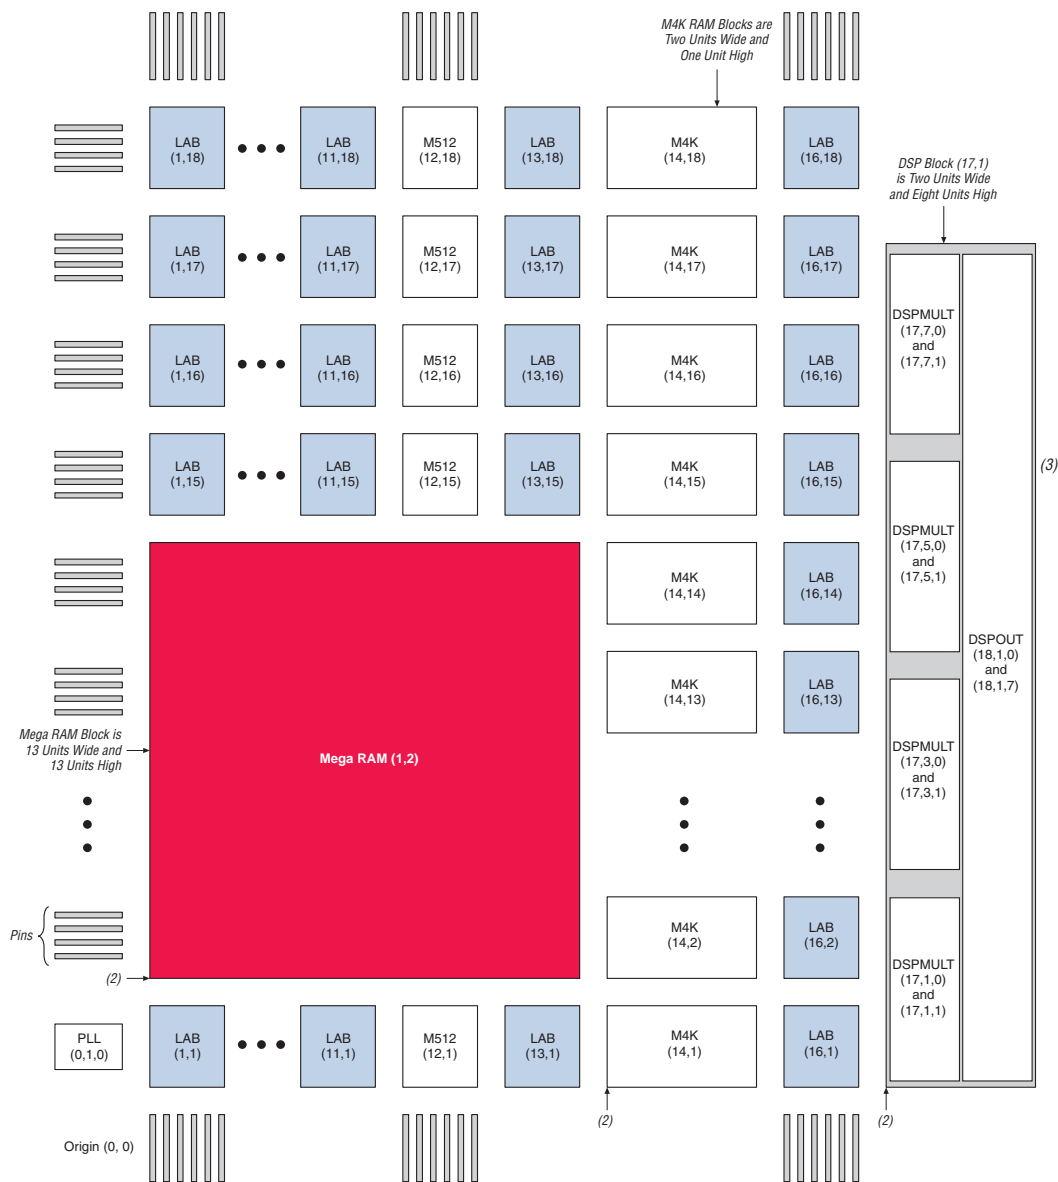 M4K RAM Blocks are
Two Units Wide and
One Unit High
LAB
(1,18)
LAB
(11,18)
M512
(12,18)
LAB
(13,18)
M4K
(14,18)
LAB
(16,18)
DSP Block (17,1)
is Two Units Wide
and Eight Units High
LAB
(1,17)
LAB
(11,17)
M512
(12,17)
LAB
(13,17)
M4K
(14,17)
LAB
(16,17)
DSPMULT
(17,7,0)
and
(17,7,1)
LAB
(1,16)
LAB
(11,16)
M512
(12,16)
LAB
(13,16)
M4K
(14,16)
LAB
(16,16)
LAB
(1,15)
LAB
(11,15)
M512
(12,15)
LAB
(13,15)
M4K
(14,15)
LAB
(16,15)
(3)
DSPMULT
(17,5,0)
and
(17,5,1)
M4K
(14,14)
LAB
(16,14)
DSPOUT
(18,1,0)
and
(18,1,7)
M4K
(14,13)
LAB
(16,13)
Mega RAM Block is
13 Units Wide and
13 Units High
Mega RAM (1,2)
DSPMULT
(17,3,0)
and
(17,3,1)
Pins
M4K
(14,2)
LAB
(16,2)
(2)
DSPMULT
(17,1,0)
and
(17,1,1)
PLL
(0,1,0)
LAB
(1,1)
LAB
(11,1)
M512
(12,1)
LAB
(13,1)
M4K
(14,1)
LAB
(16,1)
(2)
(2)
Origin (0, 0)